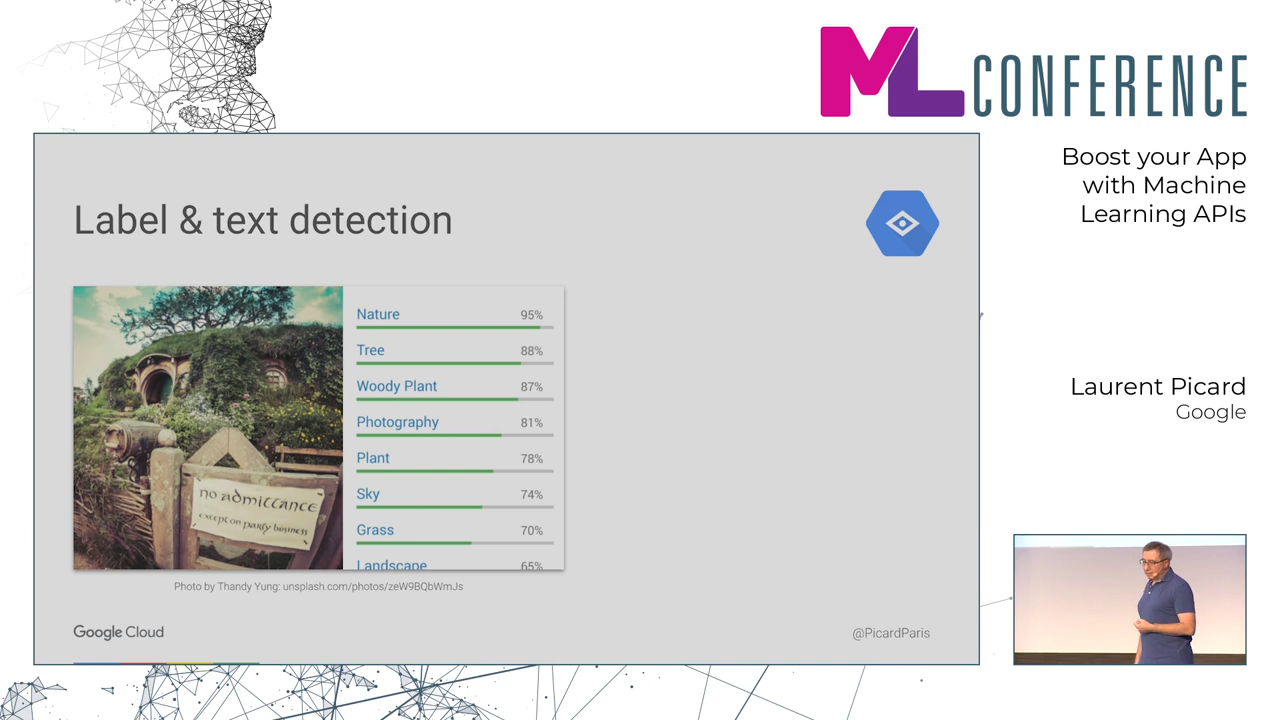 ML CONFERENCE
Boost your App
with Machine
Learning APIs
Laurent Picard
Google
Label & text detection
Nature 95%
Tree 88%
Woody Plant 87%
Photography 81%
Plant 78%
Sky 74%
Grass 70%
Landscape 65%
no admittance
except on party business
Photo by Thandy Yung: unsplash.com/photos/zeW9BQbWmJs
Google Cloud
@PicardParis